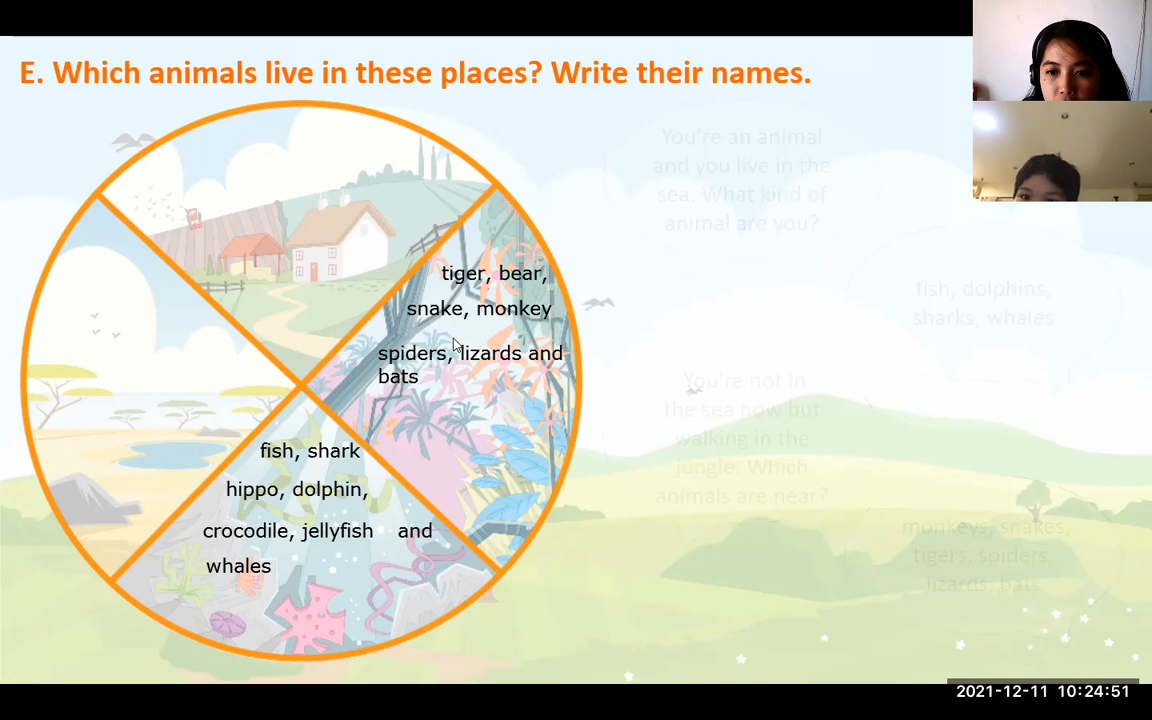 E. Which animals live in these places? Write their names.
You're an animal
and you live in the
sea. What kind of
animal are you?
tiger, bear,
snake, monkey
spiders, lizards and
bats
fish, dolphins,
sharks, whales
You're not in
the sea now but
walking in the
jungle. Which
animals are near?
fish, shark
hippo, dolphin,
crocodile, jellyfish and
whales
monkeys, snakes,
tigers, spiders,
lizards, bats
2021-12-11 10:24:51